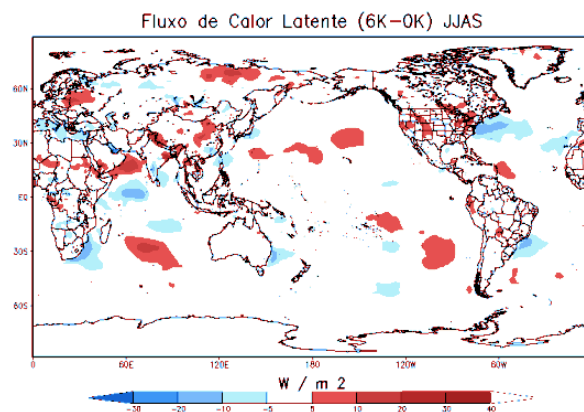 Fluxo de Calor Latente (6K-0K) JJAS
60N
30N
EQ
30S
60S
0 60E 120E 180 120W 60W
W / m 2
-30 -20 -10 -5 5 10 20 30 40